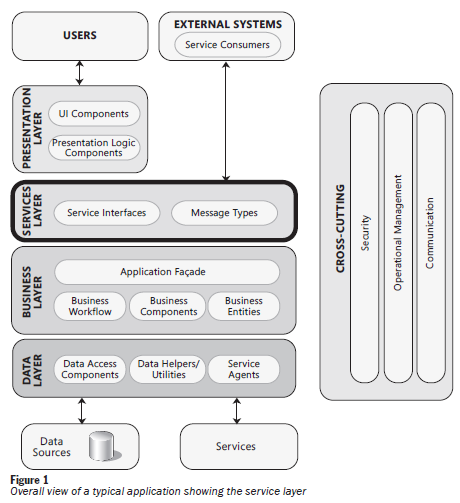 USERS
EXTERNAL SYSTEMS
Service Consumers
PRESENTATION
LAYER
UI Components
Presentation Logic
Components
SERVICES
LAYER
Service Interfaces
Message Types
BUSINESS
LAYER
Application Façade
Business
Workflow
Business
Components
Business
Entities
DATA
LAYER
Data Access
Components
Data Helpers/
Utilities
Service
Agents
Data
Sources
Services
CROSS-CUTTING
Security
Operational Management
Communication
Figure 1
Overall view of a typical application showing the service layer